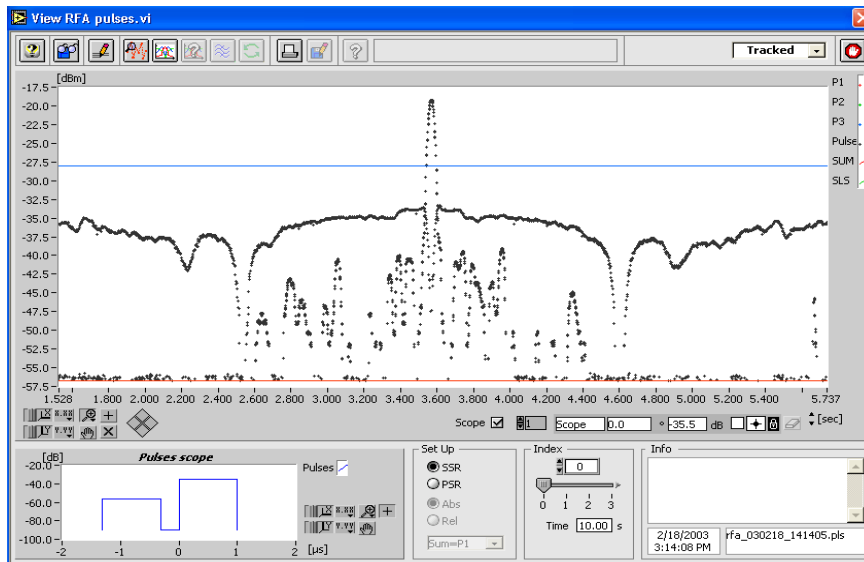 View RFA pulses.vi
Tracked
[dBm]
-17.5
-20.0
-22.5
-25.0
-27.5
-30.0
-32.5
-35.0
-37.5
-40.0
-42.5
-45.0
-47.5
-50.0
-52.5
-55.0
-57.5
P1
P2
P3
Pulse
SUM
SLS
1.528 1.800 2.000 2.200 2.400 2.600 2.800 3.000 3.200 3.400 3.600 3.800 4.000 4.200 4.400 4.600 4.800 5.000 5.200 5.400 5.737
Scope 1 Scope 0.0 ° -35.5 dB [sec]
[dB] Pulses scope
-20.0
-40.0
-60.0
-80.0
-100.0
-2 -1 0 1 2 [µs]
Pulses
Set Up
SSR
PSR
Abs
Rel
Sum=P1
Index
0
0 1 2 3
Time 10.00 s
Info
2/18/2003
3:14:08 PM
rfa_030218_141405.pls